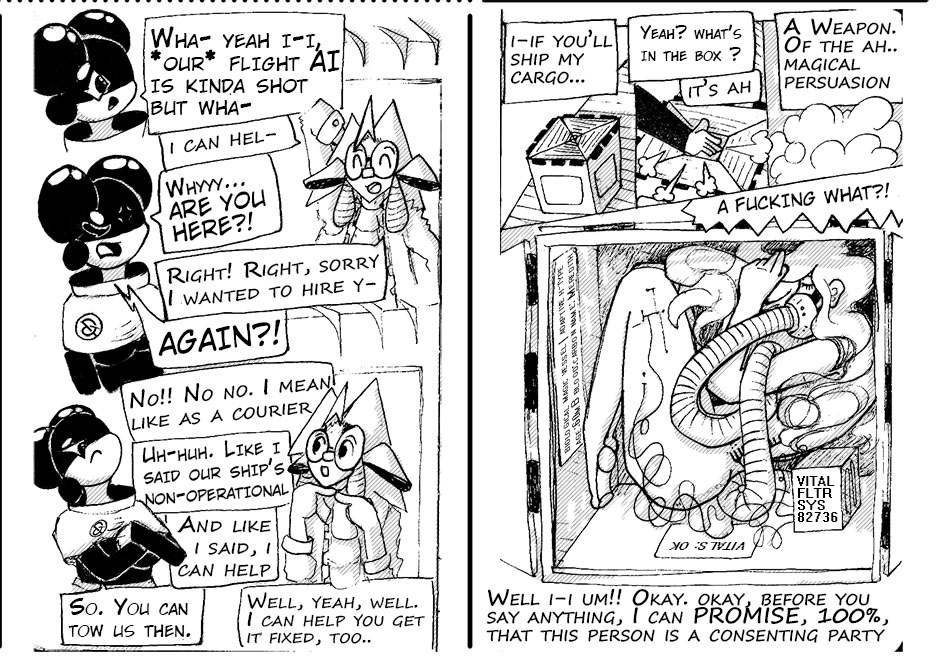 WHA- YEAH I-I,
*OUR* FLIGHT AI
IS KINDA SHOT
BUT WHA-
I CAN HEL-
WHYYY...
ARE YOU
HERE?!
RIGHT! RIGHT, SORRY
I WANTED TO HIRE Y-
AGAIN?!
NO!! NO NO. I MEAN
LIKE AS A COURIER
UH-HUH. LIKE I
SAID OUR SHIP'S
NON-OPERATIONAL
AND LIKE
I SAID, I
CAN HELP
SO. YOU CAN
TOW US THEN.
WELL, YEAH, WELL.
I CAN HELP YOU GET
IT FIXED, TOO..
I-IF YOU'LL
SHIP MY
CARGO...
YEAH? WHAT'S
IN THE BOX ?
IT'S AH
A WEAPON.
OF THE AH..
MAGICAL
PERSUASION
A FUCKING WHAT?!
VITAL
FLTR
SYS
82736
VITALS: OK
WELL I-I UM!! OKAY. OKAY, BEFORE YOU
SAY ANYTHING, I CAN PROMISE, 100%,
THAT THIS PERSON IS A CONSENTING PARTY